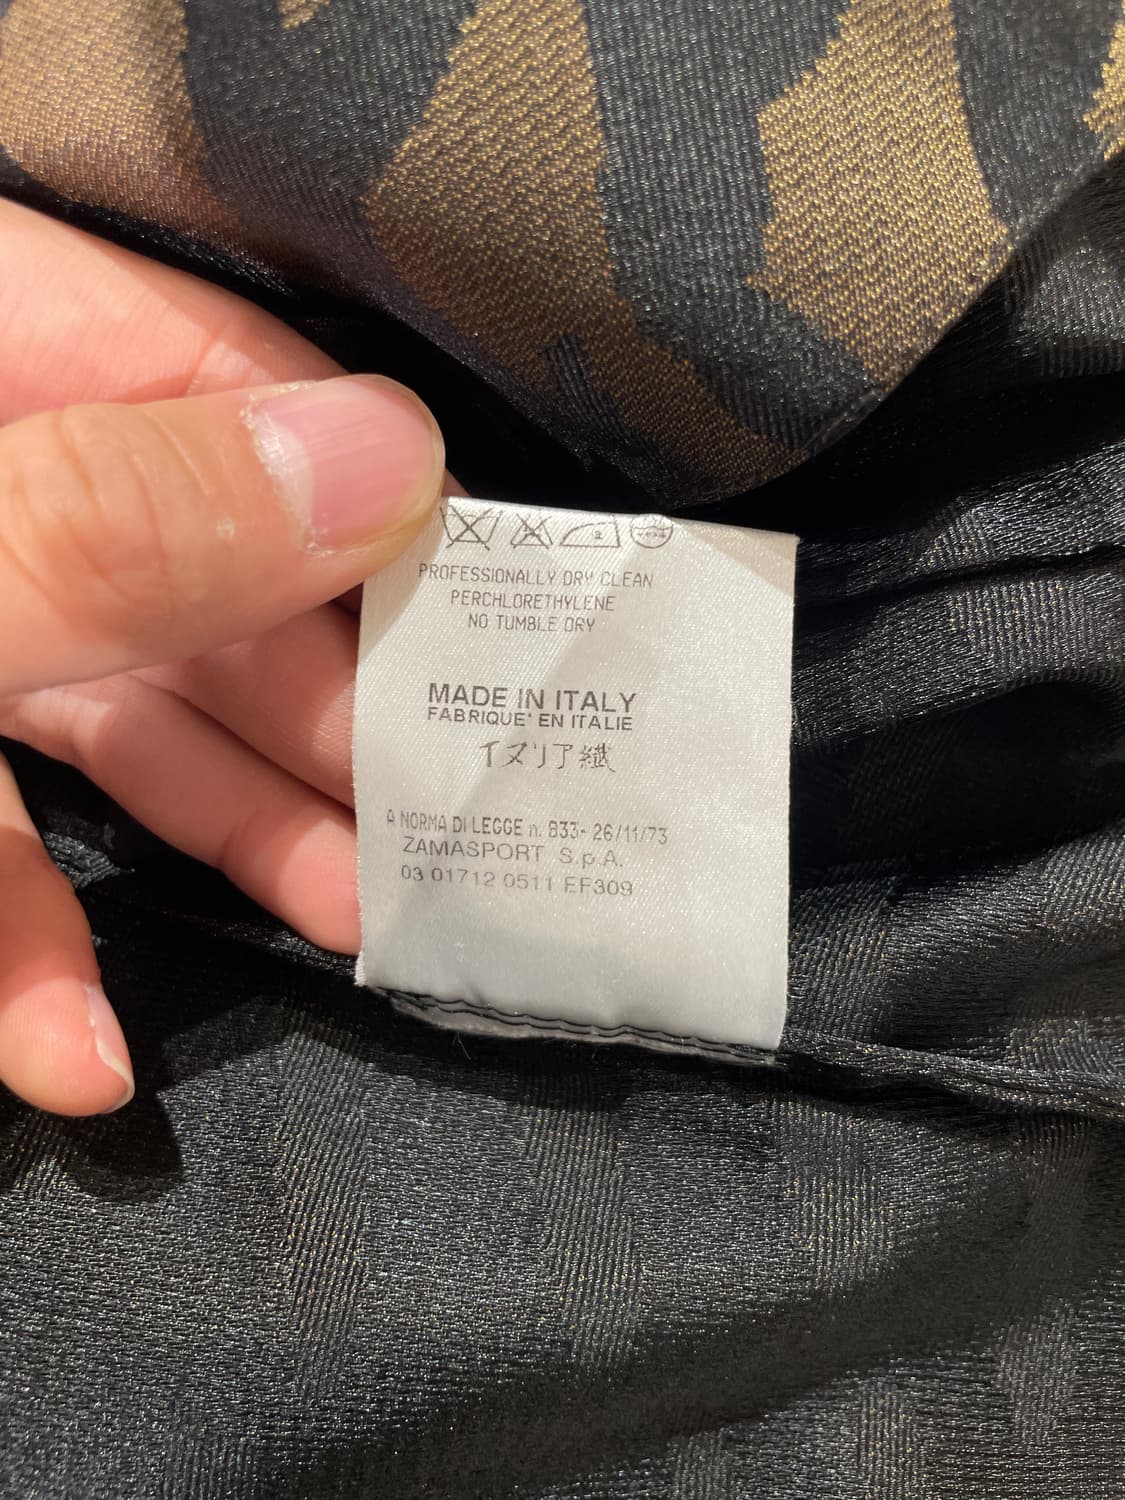 PROFESSIONALLY DRY CLEAN
PERCHLORETHYLENE
NO TUMBLE DRY
MADE IN ITALY
FABRIQUE' EN ITALIE
イヌリア織
A NORMA DI LEGGE n. 833- 26/11/73
ZAMASPORT S.p.A.
03 01712 0511 EF309